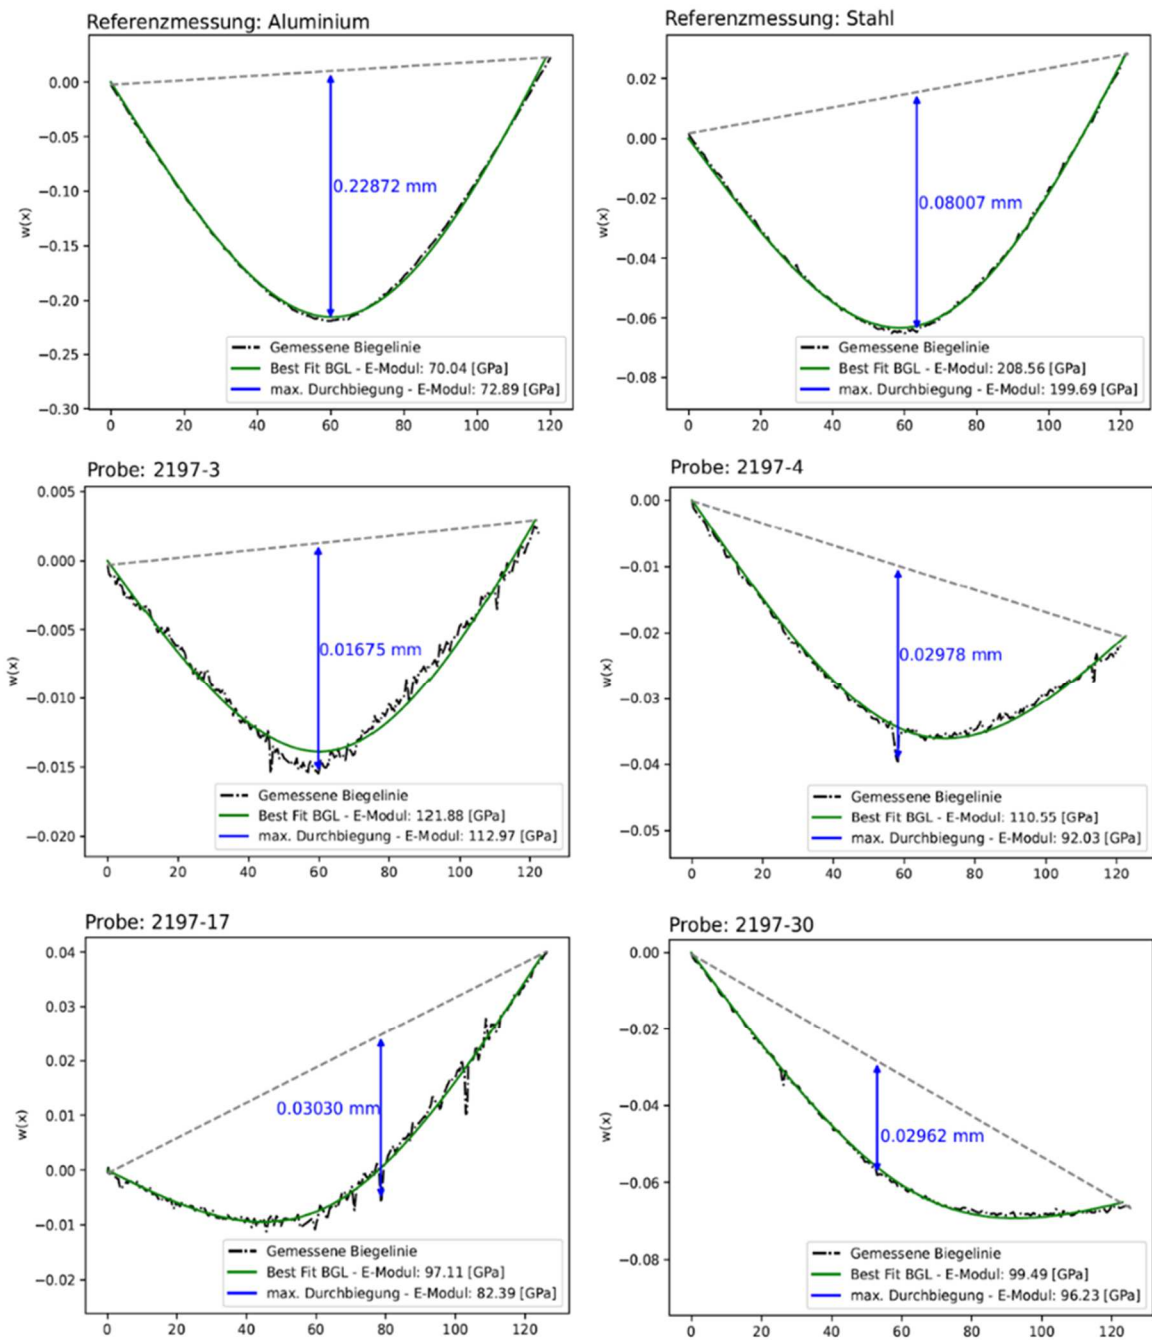 Referenzmessung: Aluminium
0.00
−0.05
−0.10
−0.15
−0.20
−0.25
−0.30
w(x)
0.22872 mm
Gemessene Biegelinie
Best Fit BGL - E-Modul: 70.04 [GPa]
max. Durchbiegung - E-Modul: 72.89 [GPa]
0 20 40 60 80 100 120
Referenzmessung: Stahl
0.02
0.00
−0.02
−0.04
−0.06
−0.08
w(x)
0.08007 mm
Gemessene Biegelinie
Best Fit BGL - E-Modul: 208.56 [GPa]
max. Durchbiegung - E-Modul: 199.69 [GPa]
0 20 40 60 80 100 120
Probe: 2197-3
0.005
0.000
−0.005
−0.010
−0.015
−0.020
w(x)
0.01675 mm
Gemessene Biegelinie
Best Fit BGL - E-Modul: 121.88 [GPa]
max. Durchbiegung - E-Modul: 112.97 [GPa]
0 20 40 60 80 100 120
Probe: 2197-4
0.00
−0.01
−0.02
−0.03
−0.04
−0.05
w(x)
0.02978 mm
Gemessene Biegelinie
Best Fit BGL - E-Modul: 110.55 [GPa]
max. Durchbiegung - E-Modul: 92.03 [GPa]
0 20 40 60 80 100 120
Probe: 2197-17
0.04
0.03
0.02
0.01
0.00
−0.01
−0.02
w(x)
0.03030 mm
Gemessene Biegelinie
Best Fit BGL - E-Modul: 97.11 [GPa]
max. Durchbiegung - E-Modul: 82.39 [GPa]
0 20 40 60 80 100 120
Probe: 2197-30
0.00
−0.02
−0.04
−0.06
−0.08
w(x)
0.02962 mm
Gemessene Biegelinie
Best Fit BGL - E-Modul: 99.49 [GPa]
max. Durchbiegung - E-Modul: 96.23 [GPa]
0 20 40 60 80 100 120